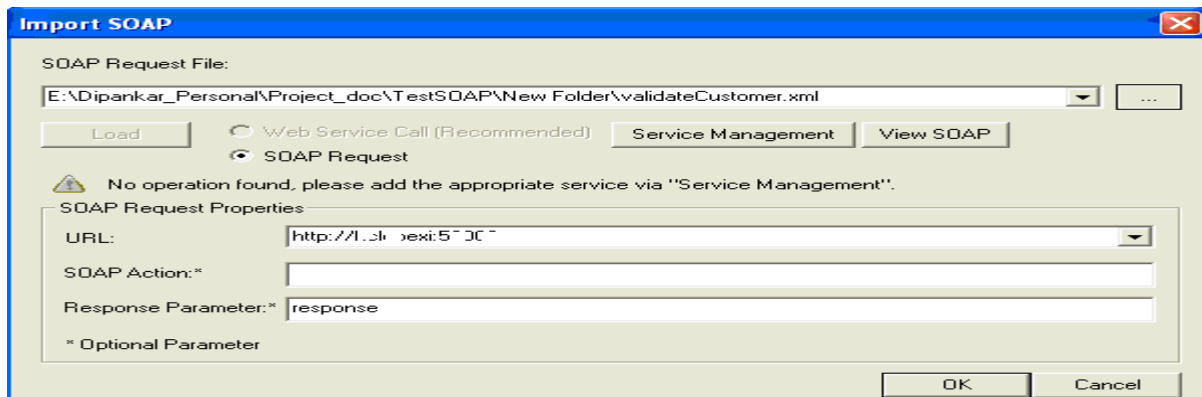 Import SOAP
SOAP Request File:
E:\Dipankar_Personal\Project_doc\TestSOAP\New Folder\validateCustomer.xml
...
Load
Web Service Call (Recommended)
Service Management
View SOAP
SOAP Request
No operation found, please add the appropriate service via "Service Management".
SOAP Request Properties
URL:
SOAP Action:*
Response Parameter:* response
* Optional Parameter
OK
Cancel